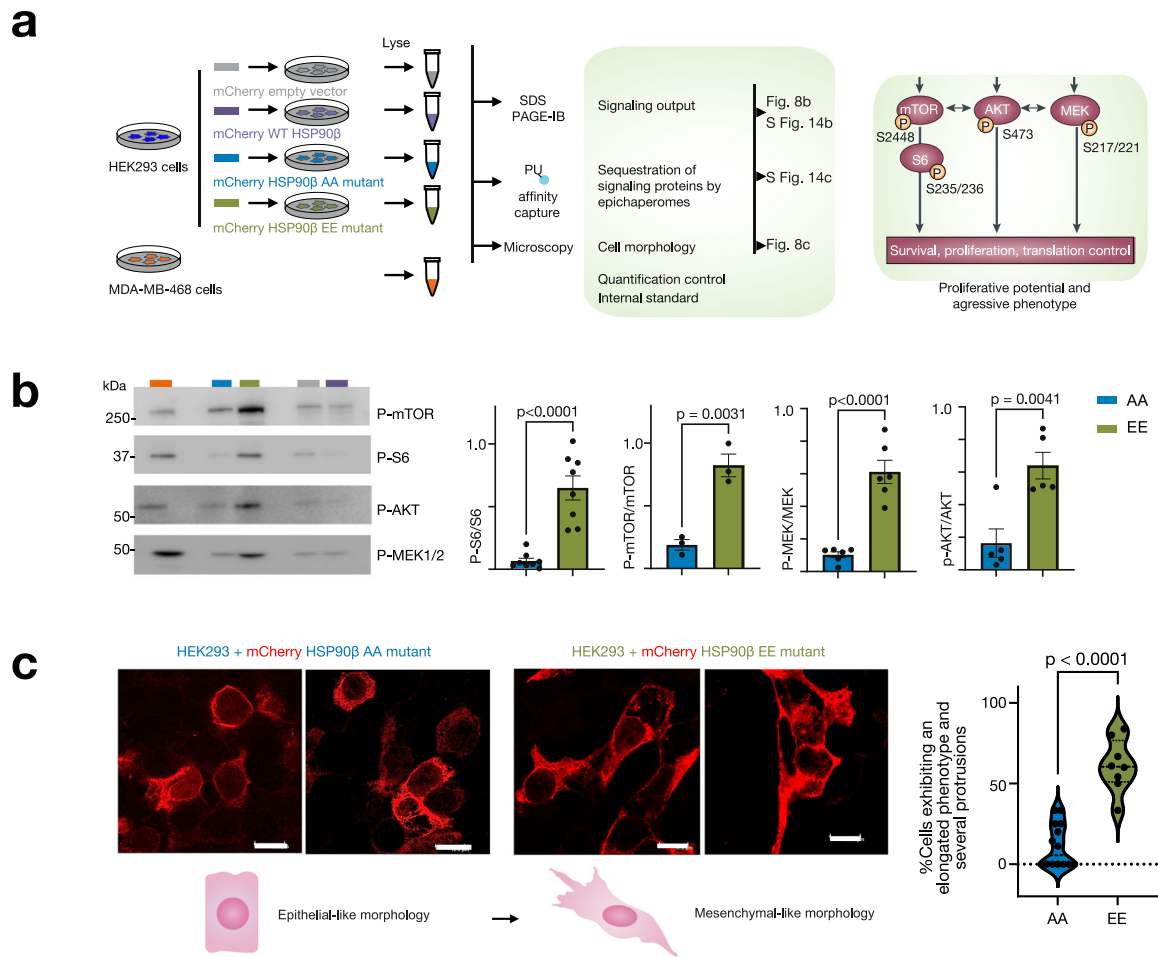 a
Lyse
mCherry empty vector
mCherry WT HSP90β
HEK293 cells
mCherry HSP90β AA mutant
mCherry HSP90β EE mutant
MDA-MB-468 cells
SDS
PAGE-IB
PU
affinity
capture
Microscopy
Signaling output
Sequestration of
signaling proteins by
epichaperomes
Cell morphology
Quantification control
Internal standard
Fig. 8b
S Fig. 14b
S Fig. 14c
Fig. 8c
mTOR
AKT
MEK
P
P
P
S2448
S473
S217/221
S6
P
S235/236
Survival, proliferation, translation control
Proliferative potential and
agressive phenotype
b
kDa
250
P-mTOR
37
P-S6
50
P-AKT
50
P-MEK1/2
p<0.0001
1.0
P-S6/S6
p = 0.0031
1.0
P-mTOR/mTOR
p<0.0001
1.0
P-MEK/MEK
p = 0.0041
1.0
p-AKT/AKT
AA
EE
c
HEK293 + mCherry HSP90β AA mutant
HEK293 + mCherry HSP90β EE mutant
Epithelial-like morphology
Mesenchymal-like morphology
p < 0.0001
%Cells exhibiting an
elongated phenotype and
several protrusions
100
50
0
AA
EE